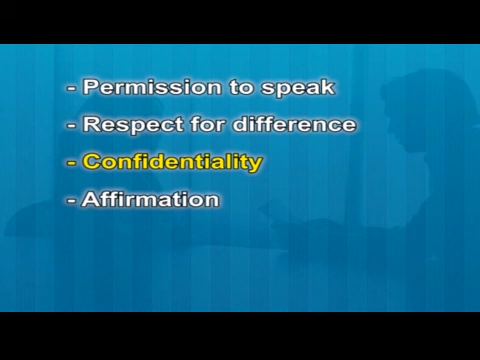 - Permission to speak
- Respect for difference
- Confidentiality
- Affirmation